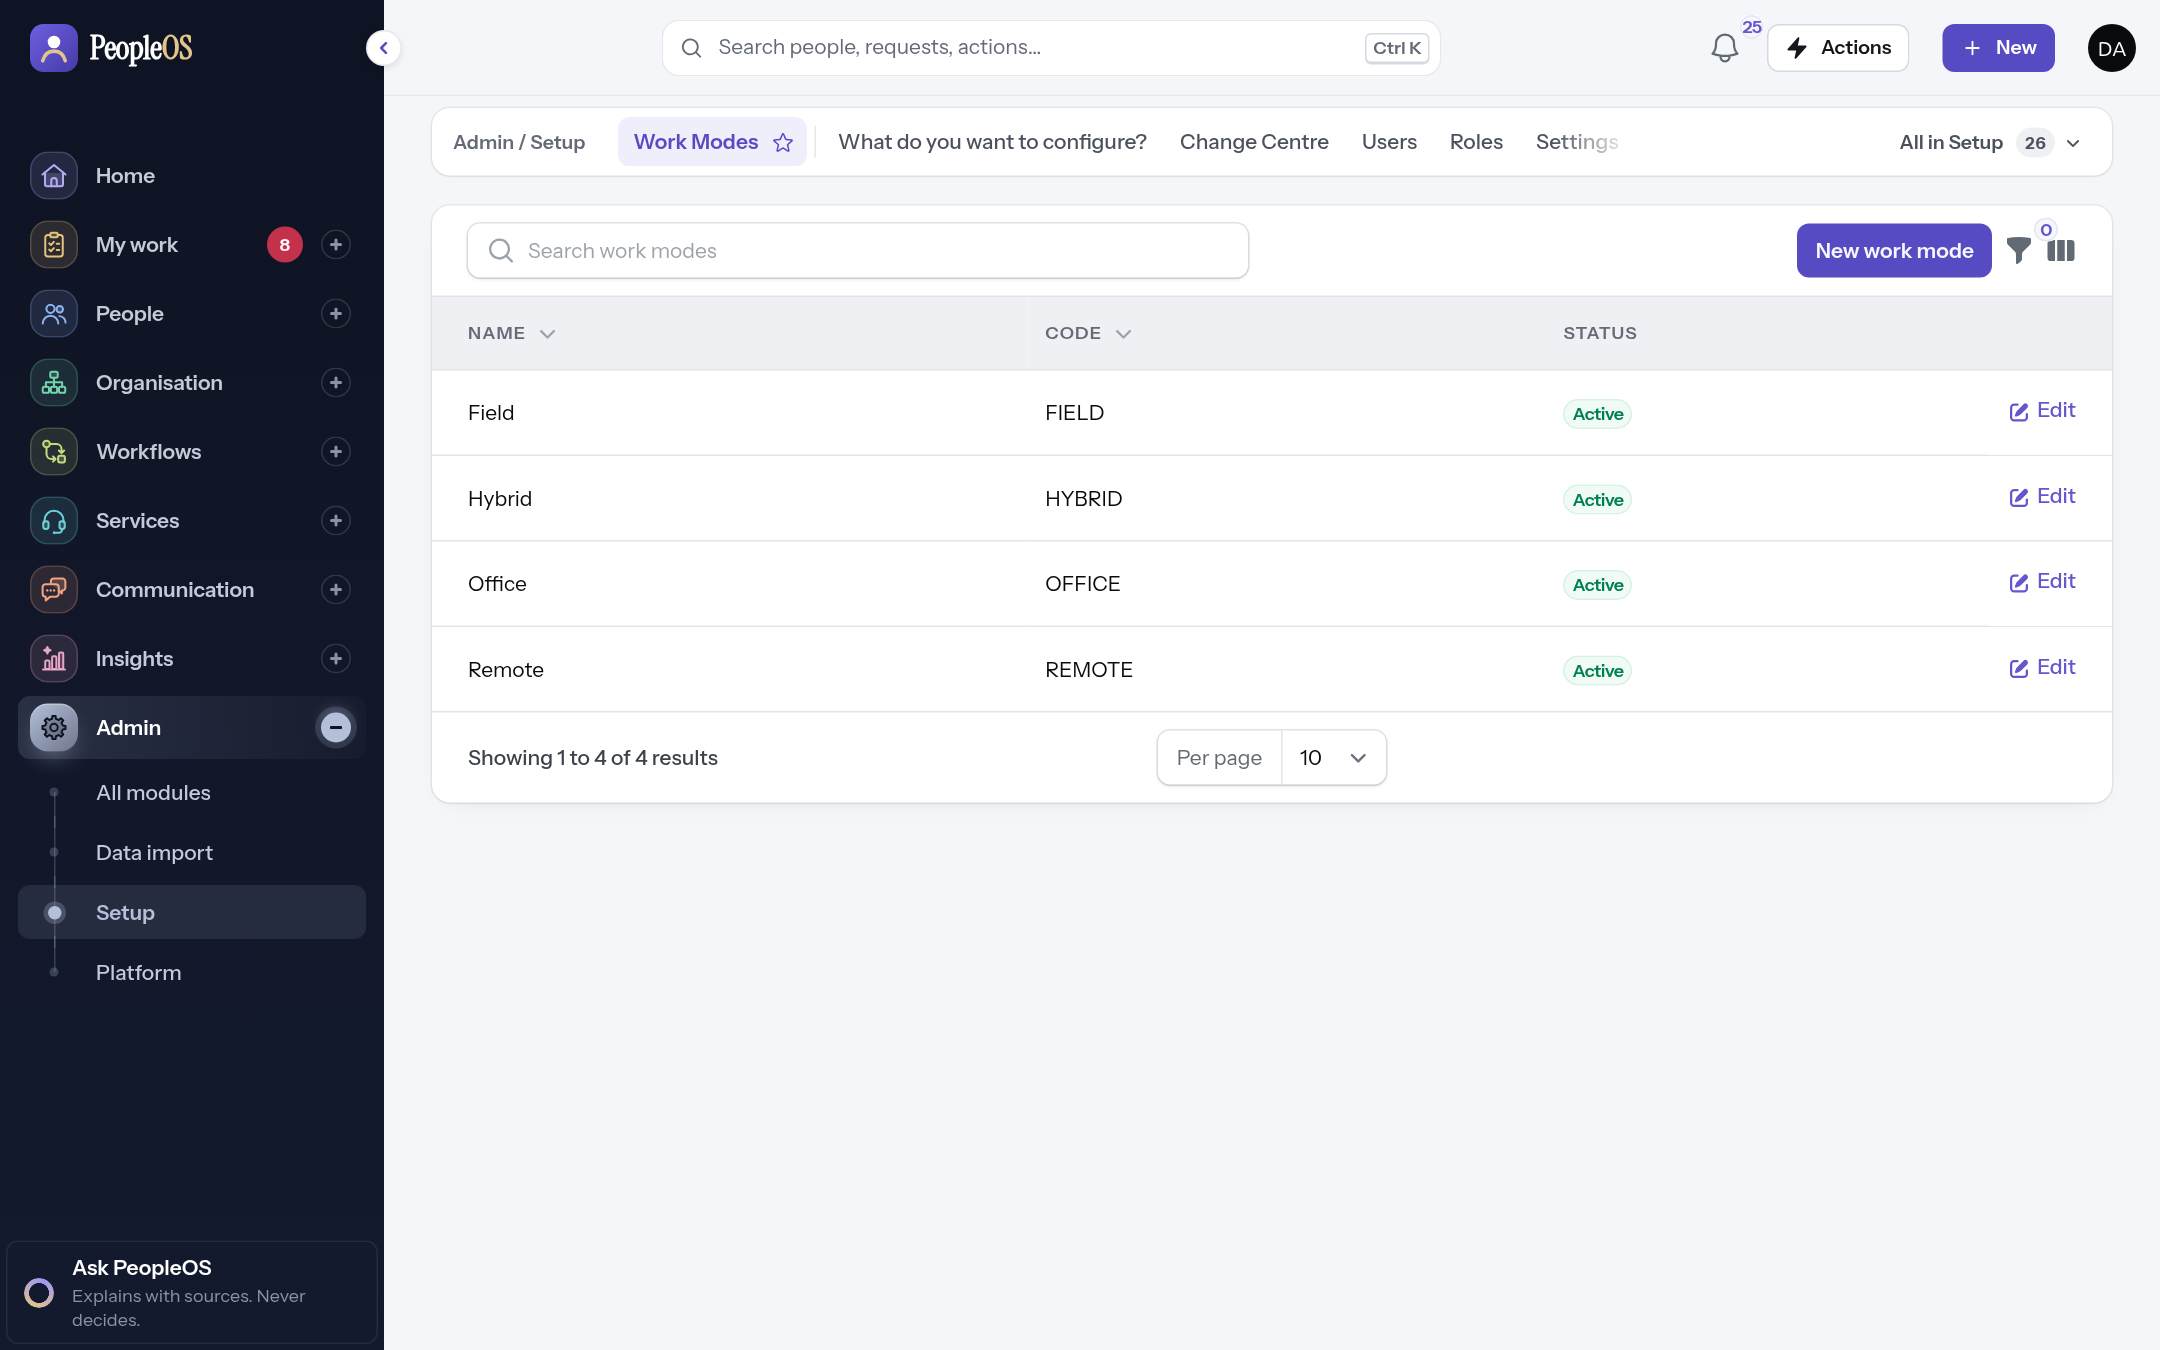 PeopleOS
Search people, requests, actions...
Ctrl K
25
Actions
New
DA
Home
My work
8
People
Organisation
Workflows
Services
Communication
Insights
Admin
All modules
Data import
Setup
Platform
Ask PeopleOS
Explains with sources. Never
decides.
Admin / Setup
Work Modes
What do you want to configure?
Change Centre
Users
Roles
Settings
All in Setup
26
Search work modes
New work mode
0
NAME
CODE
STATUS
Field
FIELD
Active
Edit
Hybrid
HYBRID
Active
Edit
Office
OFFICE
Active
Edit
Remote
REMOTE
Active
Edit
Showing 1 to 4 of 4 results
Per page
10